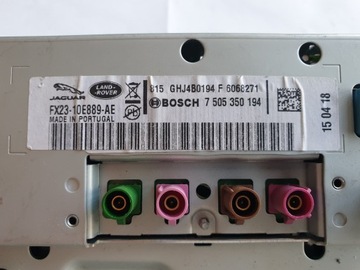 JAGUAR
LAND-
ROVER
815 GHJ4B0194 F 6068271
FX23-10E889-AE
MADE IN PORTUGAL
BOSCH 7 505 350 194
15 04 18